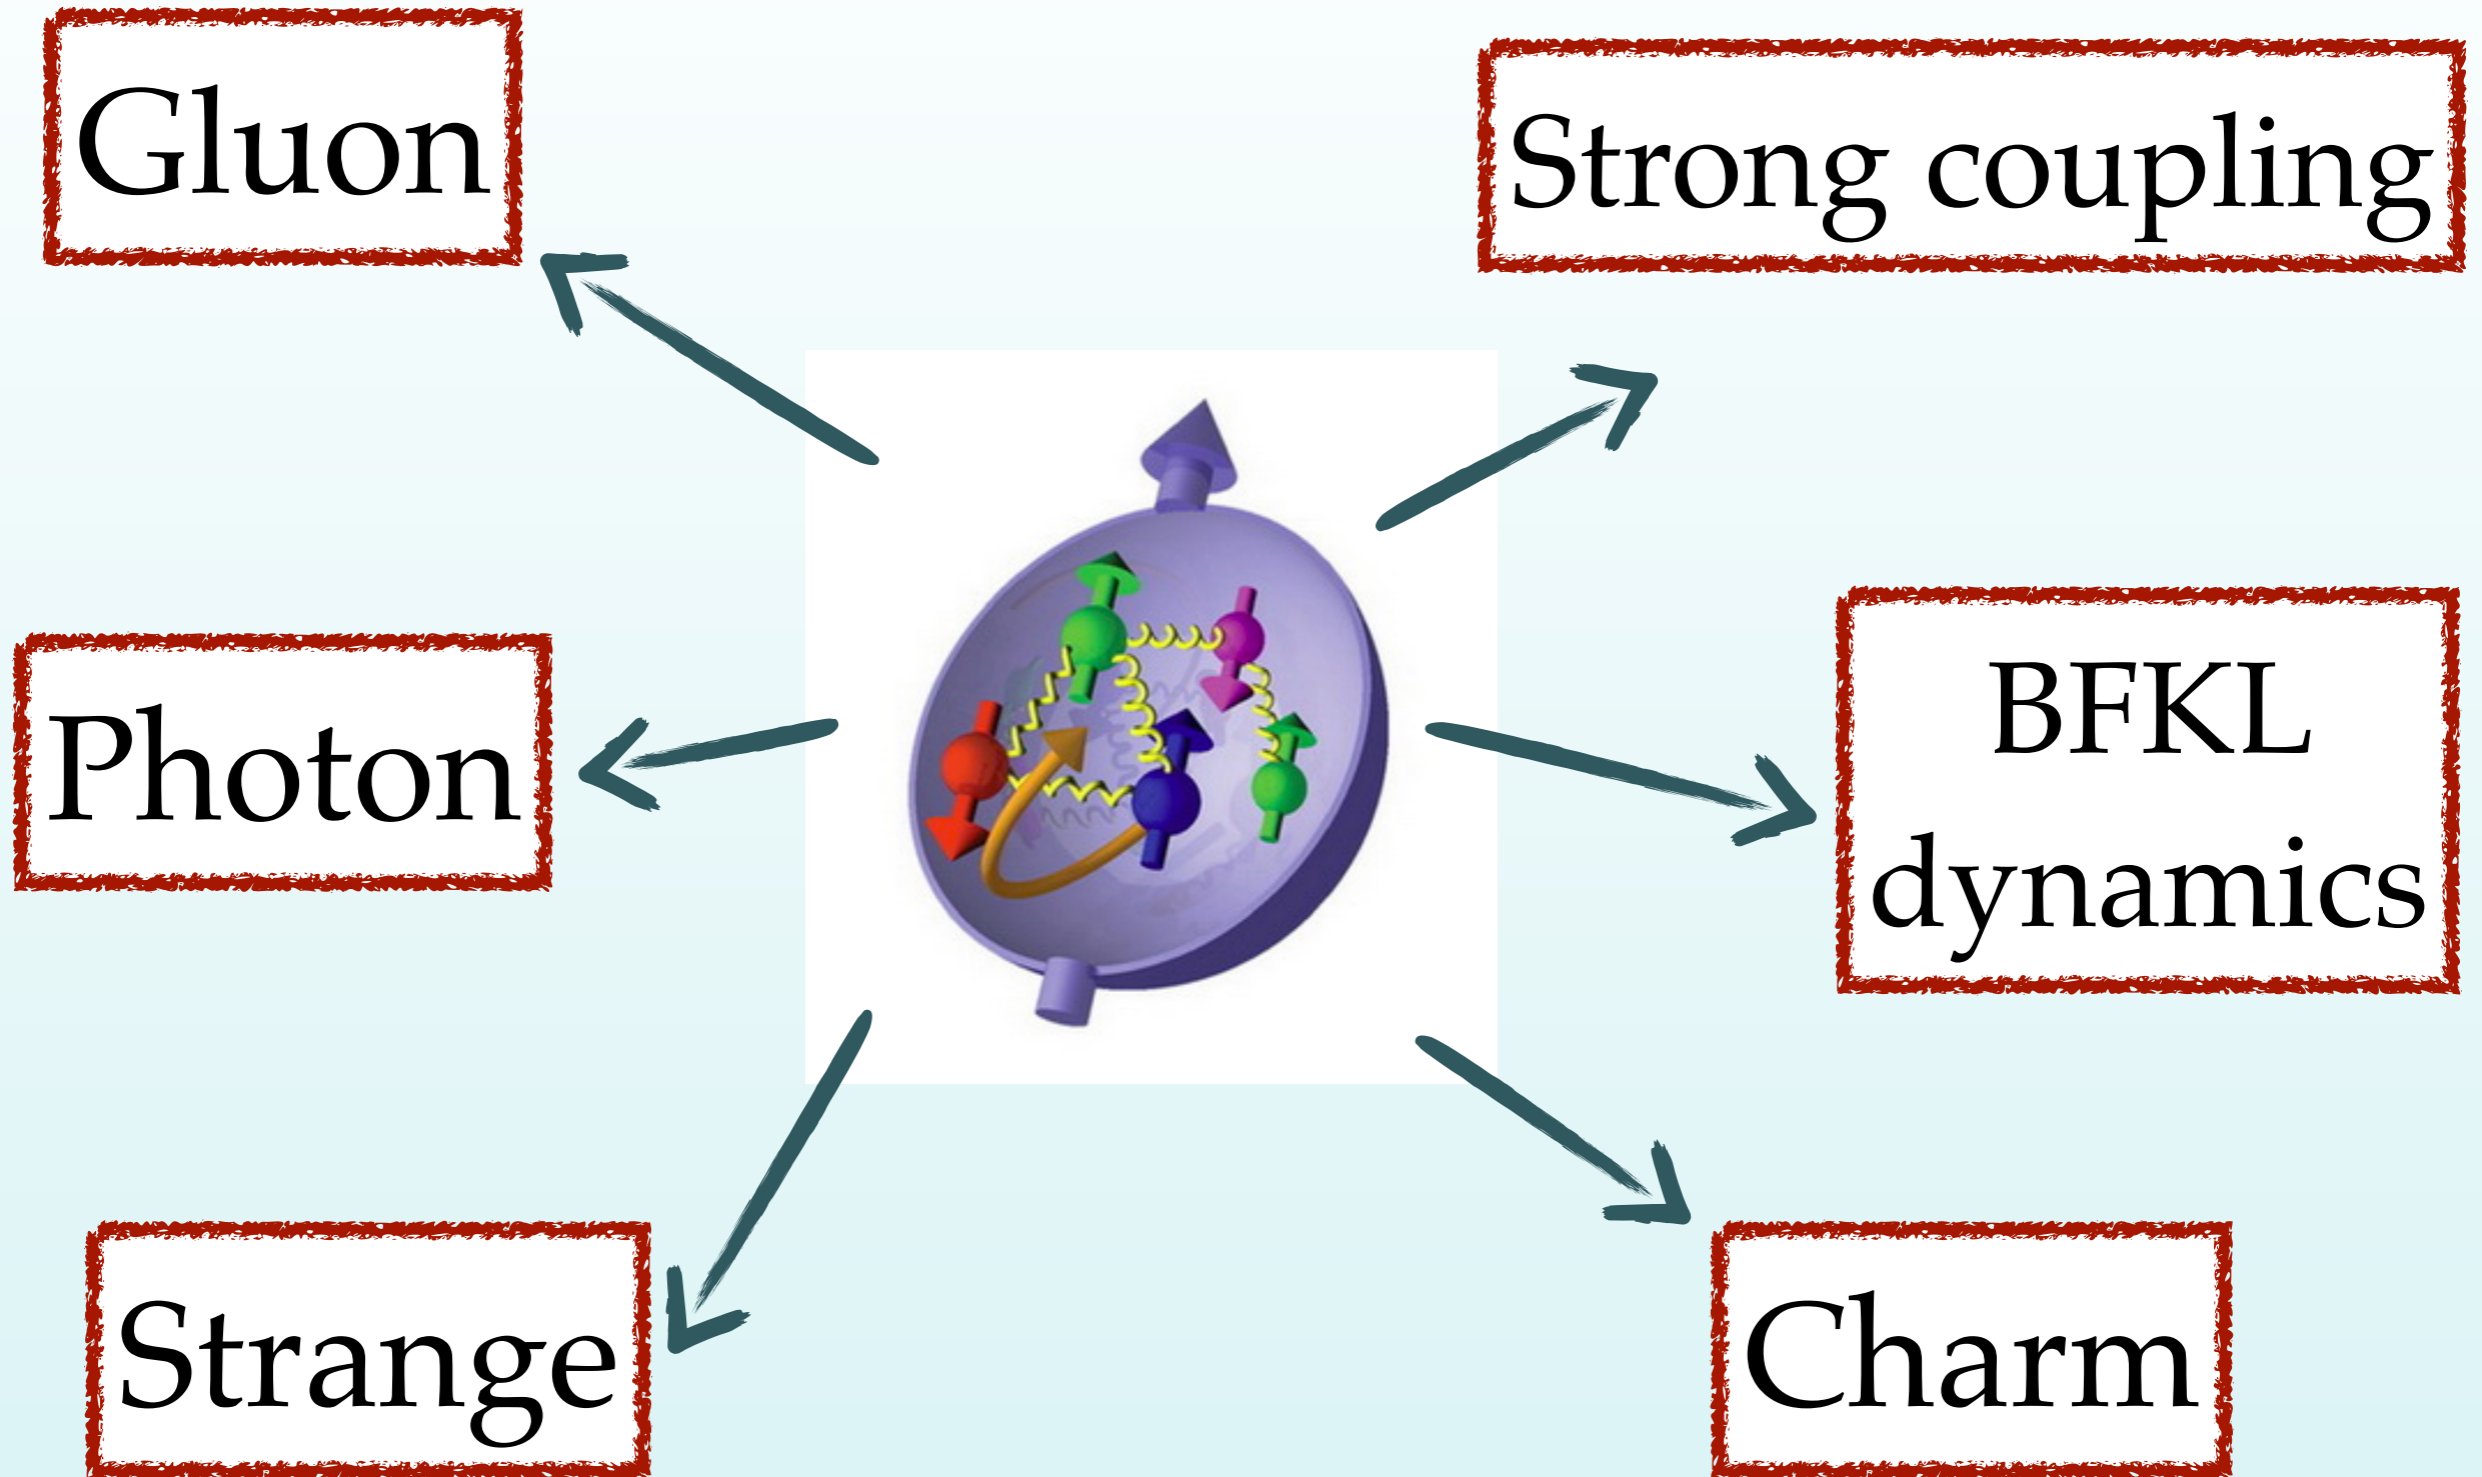 Gluon
Strong coupling
Photon
BFKL
dynamics
Strange
Charm